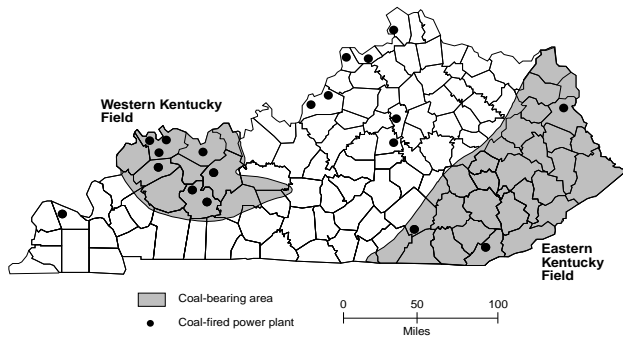 Western Kentucky
Field
Eastern
Kentucky
Field
Coal-bearing area
Coal-fired power plant
0 50 100
Miles